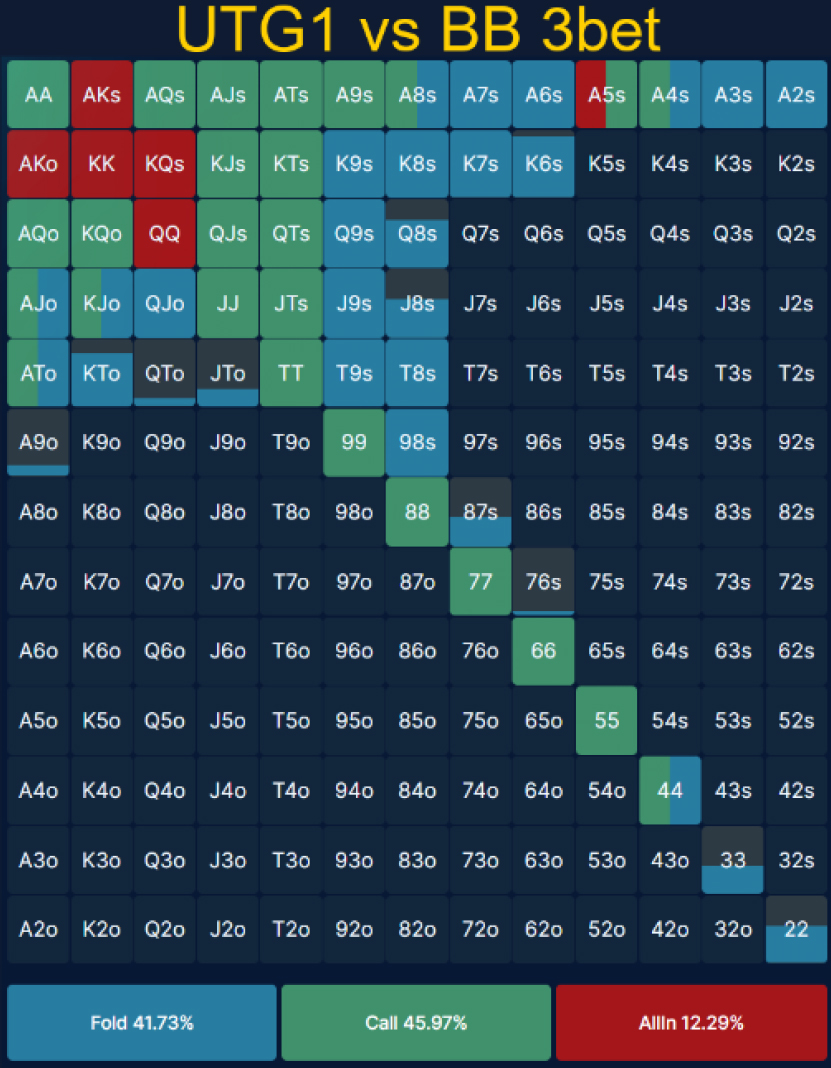 UTG1 vs BB 3bet
AA AKs AQs AJs ATs A9s A8s A7s A6s A5s A4s A3s A2s
AKo KK KQs KJs KTs K9s K8s K7s K6s K5s K4s K3s K2s
AQo KQo QQ QJs QTs Q9s Q8s Q7s Q6s Q5s Q4s Q3s Q2s
AJo KJo QJo JJ JTs J9s J8s J7s J6s J5s J4s J3s J2s
ATo KTo QTo JTo TT T9s T8s T7s T6s T5s T4s T3s T2s
A9o K9o Q9o J9o T9o 99 98s 97s 96s 95s 94s 93s 92s
A8o K8o Q8o J8o T8o 98o 88 87s 86s 85s 84s 83s 82s
A7o K7o Q7o J7o T7o 97o 87o 77 76s 75s 74s 73s 72s
A6o K6o Q6o J6o T6o 96o 86o 76o 66 65s 64s 63s 62s
A5o K5o Q5o J5o T5o 95o 85o 75o 65o 55 54s 53s 52s
A4o K4o Q4o J4o T4o 94o 84o 74o 64o 54o 44 43s 42s
A3o K3o Q3o J3o T3o 93o 83o 73o 63o 53o 43o 33 32s
A2o K2o Q2o J2o T2o 92o 82o 72o 62o 52o 42o 32o 22
Fold 41.73% Call 45.97% AllIn 12.29%